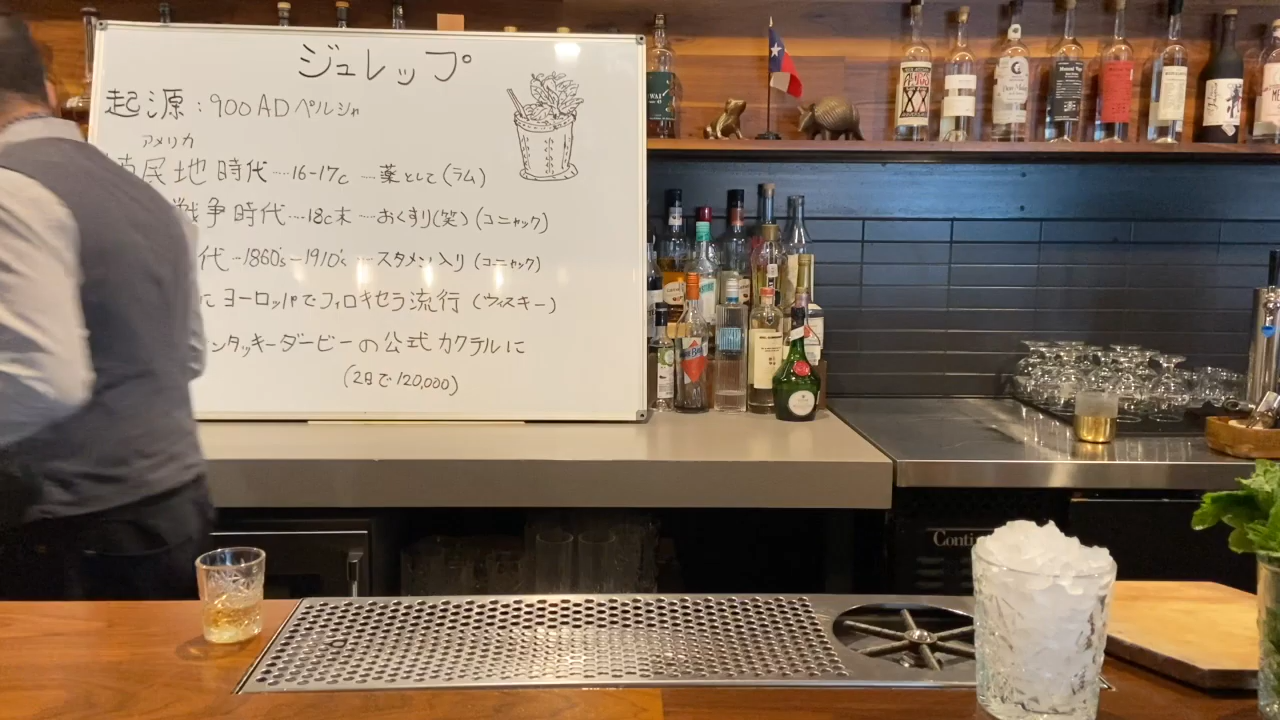 ジュレップ
起源：900AD ペルシャ
アメリカ
民地時代····16-17c ····薬として(ラム)
戦争時代····18c末 ····おくすり(笑)(コニャック)
代··1860's-1910's ····スタメン入り(コニャック)
にヨーロッパでフィロキセラ流行(ウィスキー)
ンタッキーダービーの公式カクテルに
(2日で120,000)